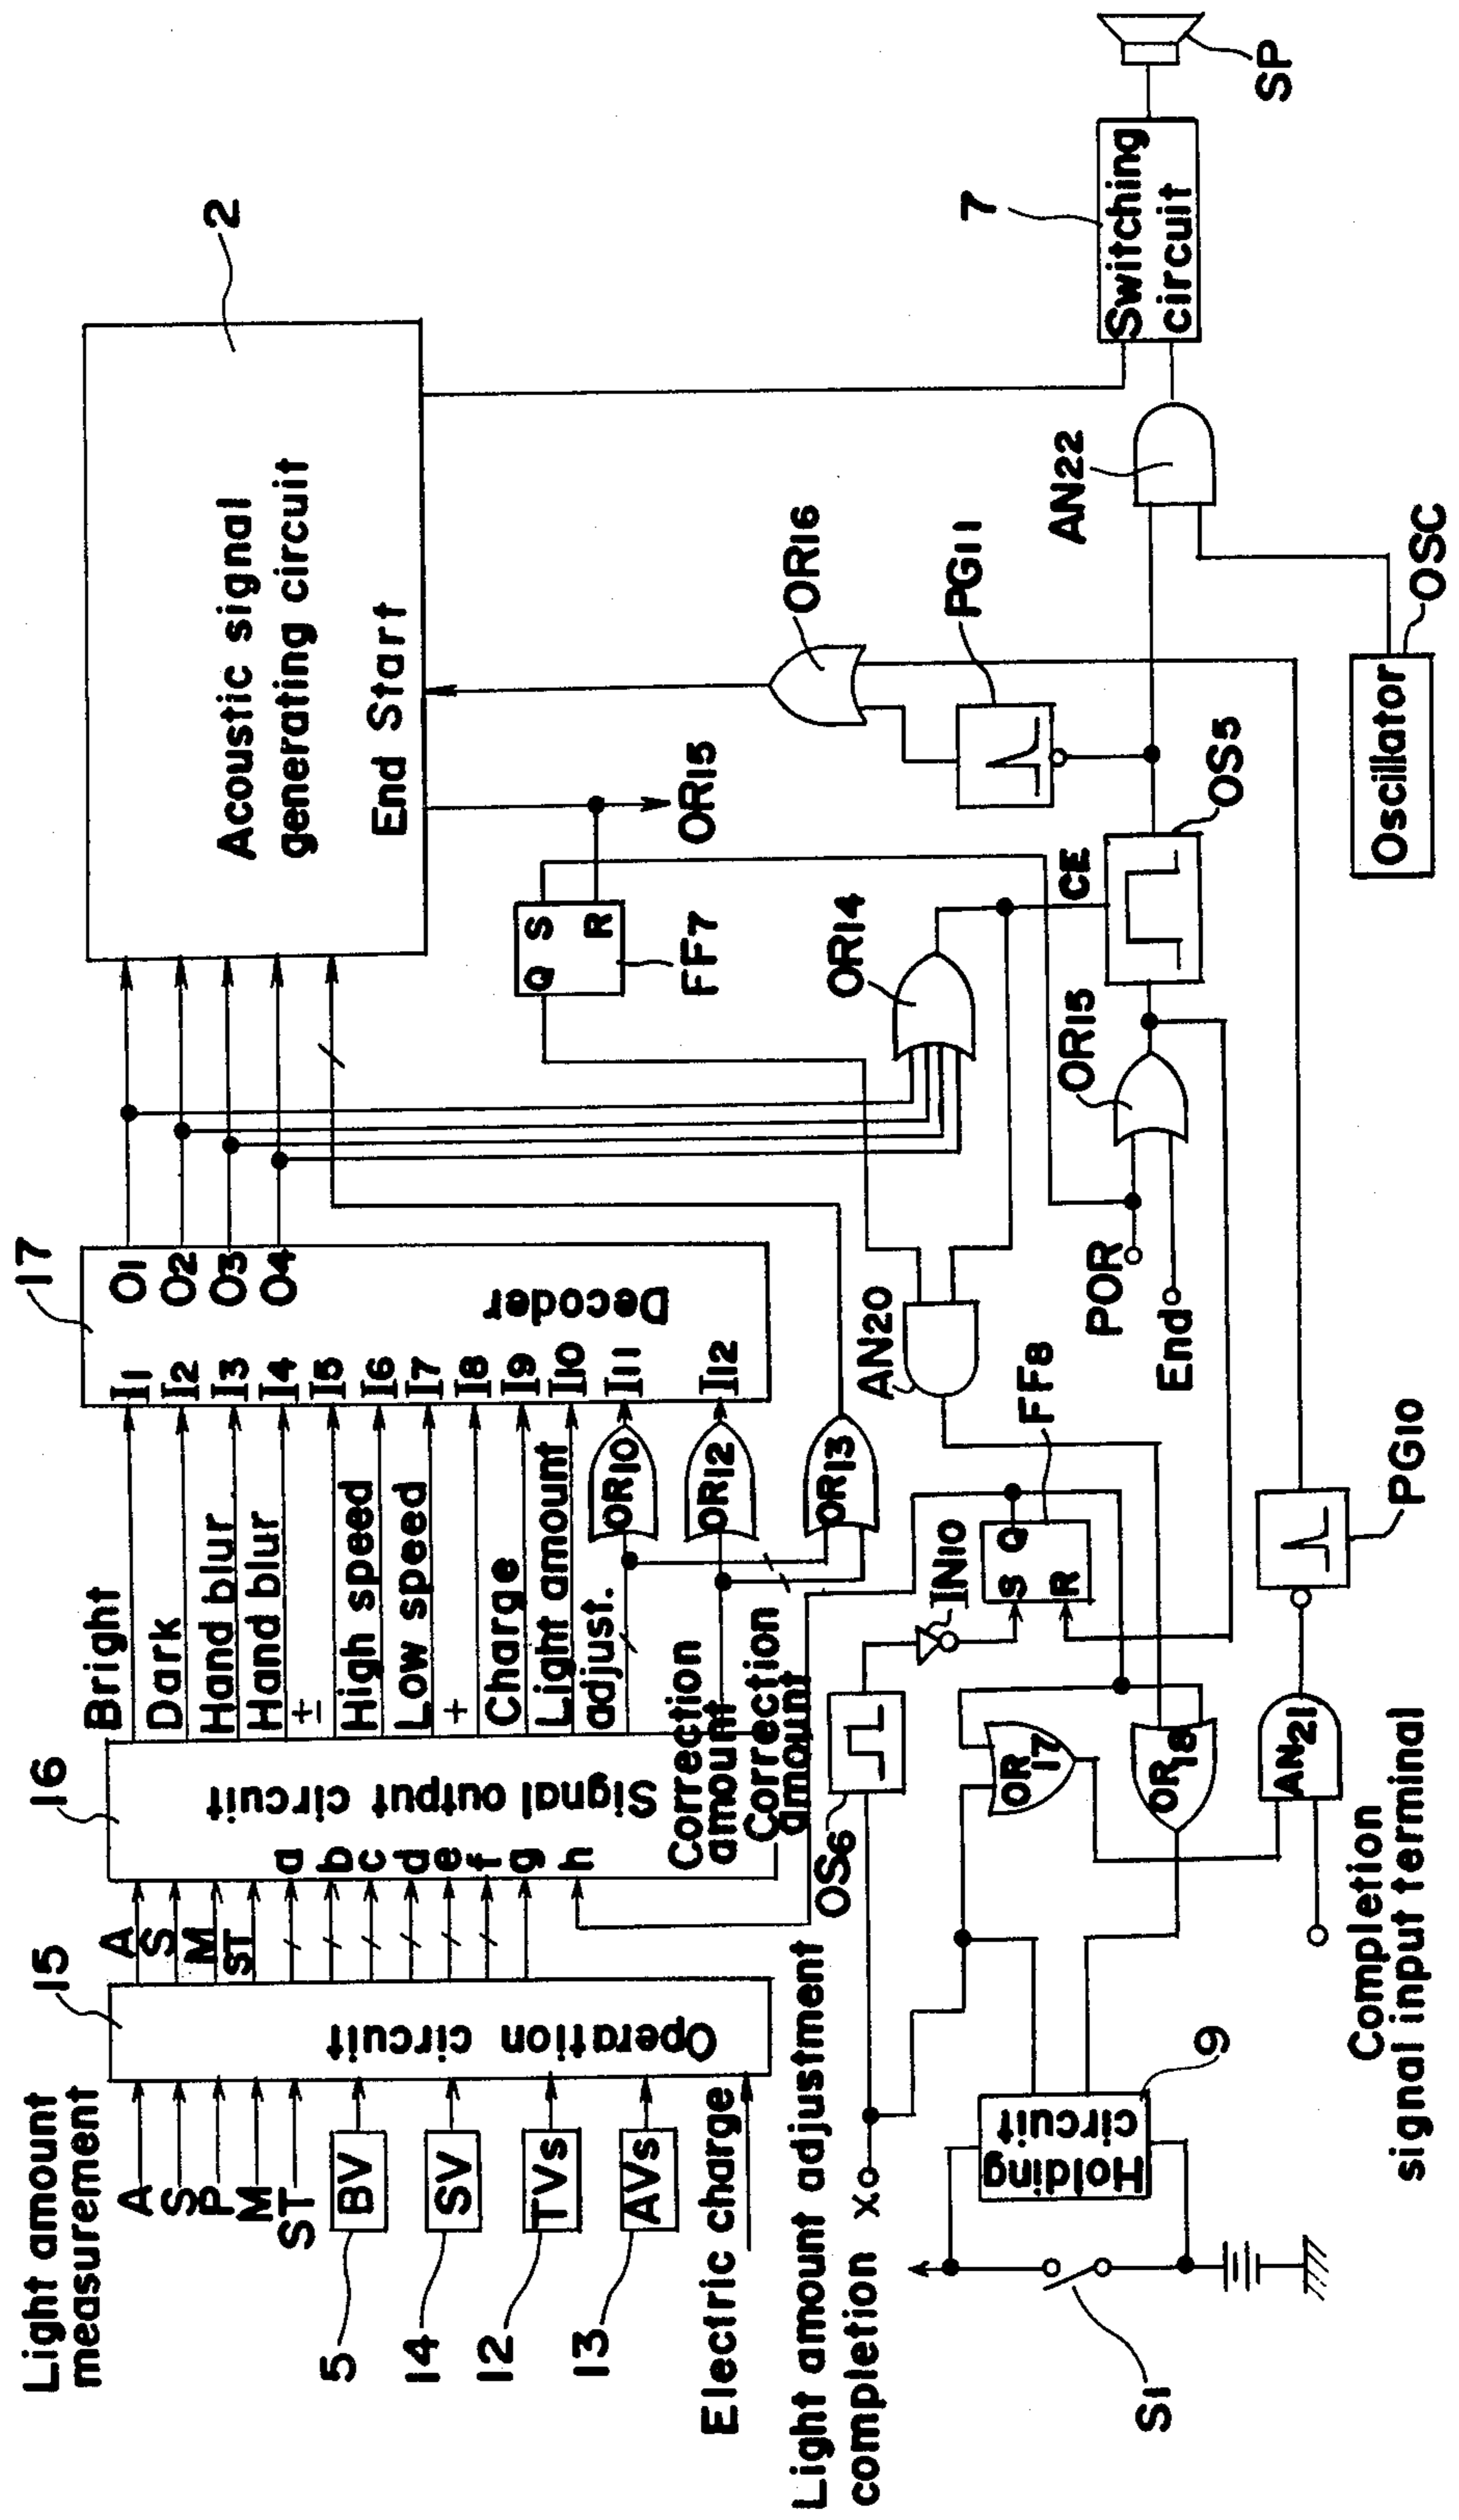 Light amount
measurement
A
S
P
M
ST
BV
SV
TVs
AVs
5
14
12
13
Electric charge
Light amount adjustment
completion X
15
Operation circuit
A
S
M
ST
16
Signal output circuit
a
b
c
d
e
f
g
h
Bright
Dark
Hand blur
Hand blur
±
High speed
Low speed
+
Charge
Light amount
adjust.
Correction
amount
Correction
amount
17
I1
I2
I3
I4
I5
I6
I7
I8
I9
I10
I11
I12
O1
O2
O3
O4
Decoder
OR10
OR12
OR13
2
Acoustic signal
generating circuit
End Start
Q
S
R
FF7
ORI5
OR14
OR16
PG11
AN20
CE
OS5
OR15
POR
End
FF8
S
Q
R
IN10
OS6
OR17
OR18
AN21
PG10
Completion
signal input terminal
Holding
circuit
9
S1
AN22
Oscillator
OSC
7
Switching
circuit
SP